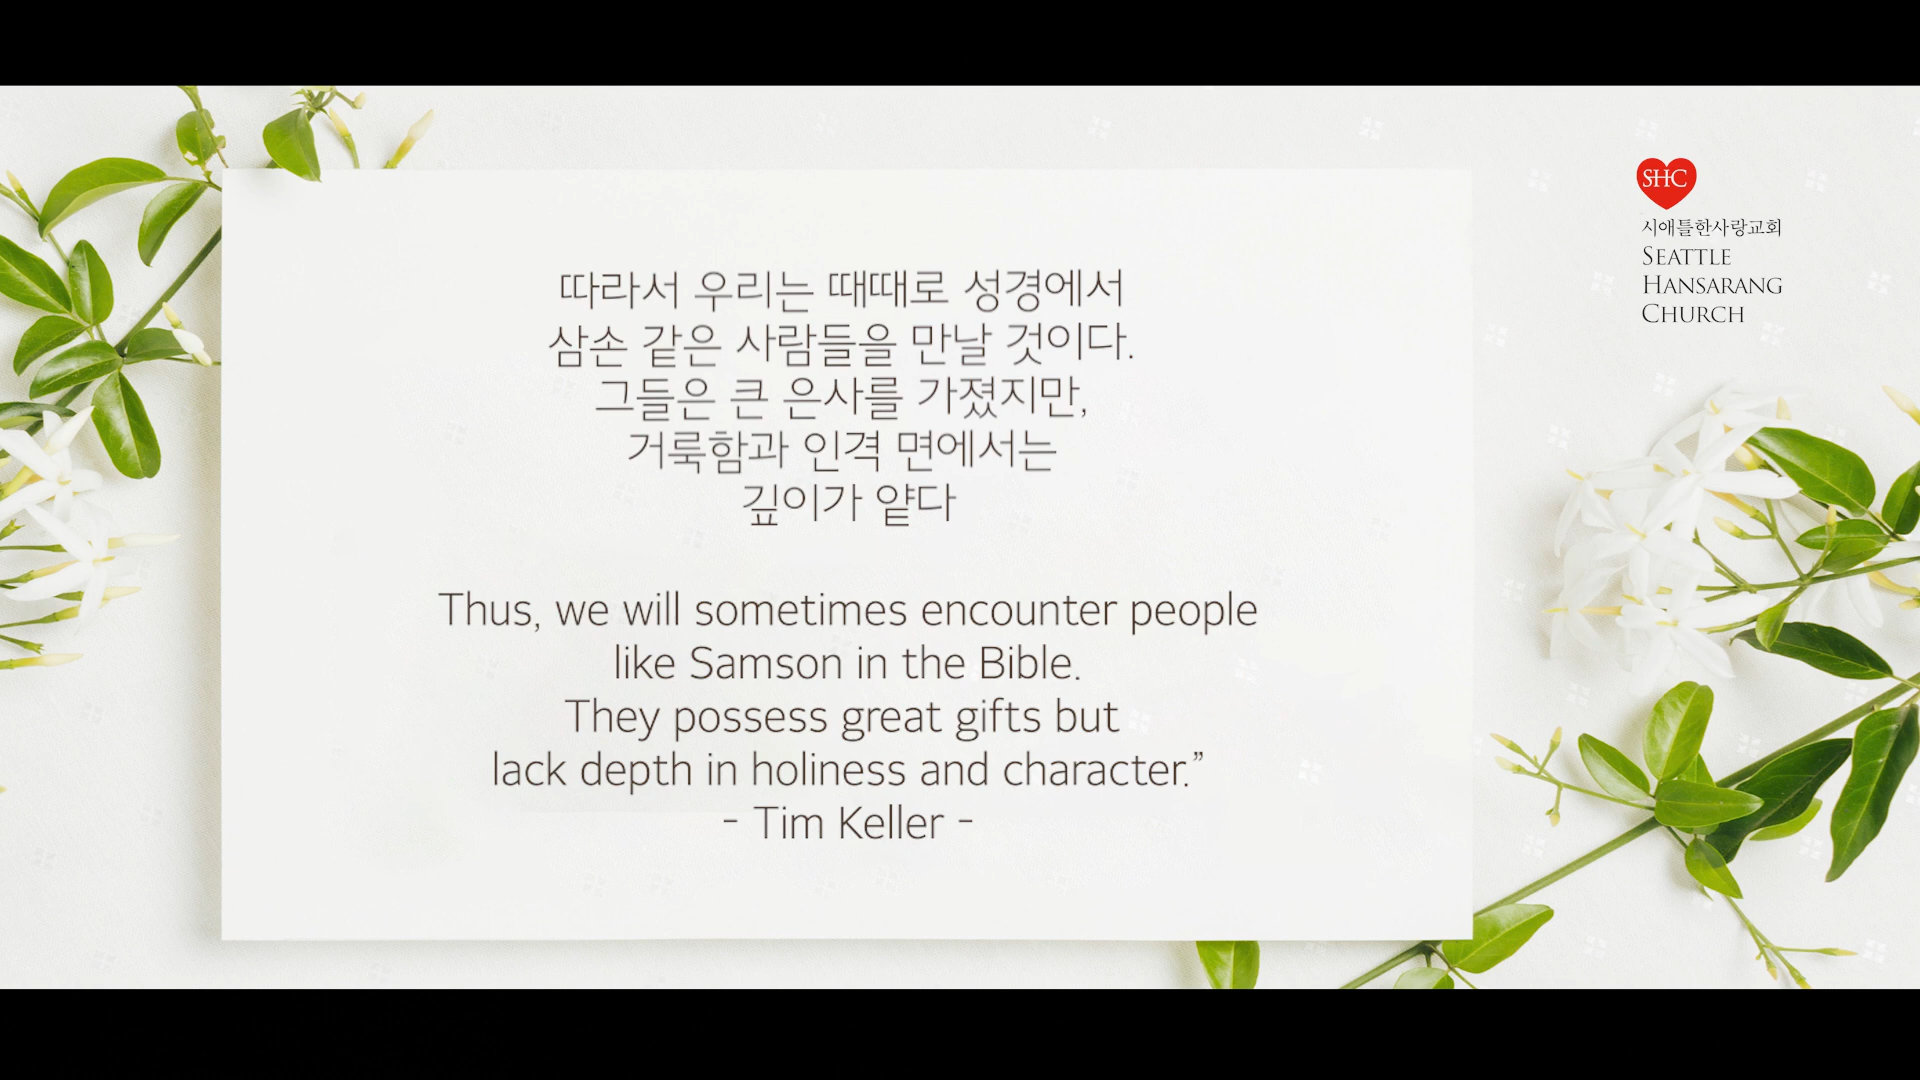 따라서 우리는 때때로 성경에서
삼손 같은 사람들을 만날 것이다.
그들은 큰 은사를 가졌지만,
거룩함과 인격 면에서는
깊이가 얕다
Thus, we will sometimes encounter people
like Samson in the Bible.
They possess great gifts but
lack depth in holiness and character.”
- Tim Keller -
SHC
시애틀한사랑교회
SEATTLE
HANSARANG
CHURCH